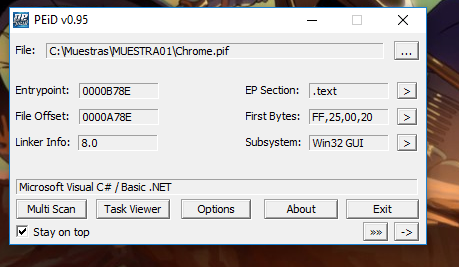 PEiD v0.95
File: C:\Muestras\MUESTRA01\Chrome.pif ...
Entrypoint: 0000B78E EP Section: .text >
File Offset: 0000A78E First Bytes: FF,25,00,20 >
Linker Info: 8.0 Subsystem: Win32 GUI >
Microsoft Visual C# / Basic .NET
Multi Scan Task Viewer Options About Exit
Stay on top »» ->